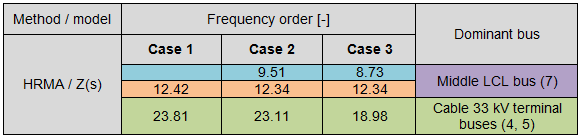 Method / model
Frequency order [-]
Dominant bus
Case 1
Case 2
Case 3
HRMA / Z(s)
9.51
8.73
Middle LCL bus (7)
12.42
12.34
12.34
23.81
23.11
18.98
Cable 33 kV terminal
buses (4, 5)